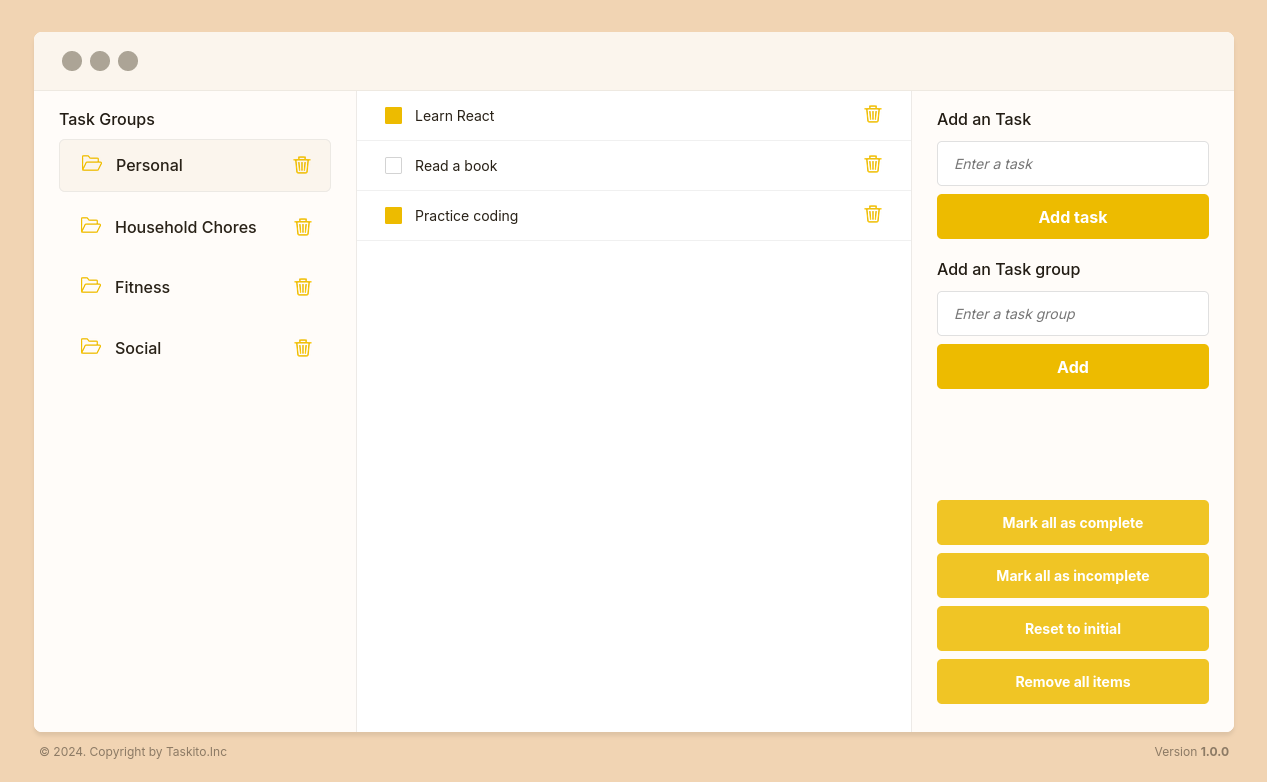 Task Groups
Personal
Household Chores
Fitness
Social
Learn React
Read a book
Practice coding
Add an Task
Enter a task
Add task
Add an Task group
Enter a task group
Add
Mark all as complete
Mark all as incomplete
Reset to initial
Remove all items
© 2024. Copyright by Taskito.Inc
Version 1.0.0